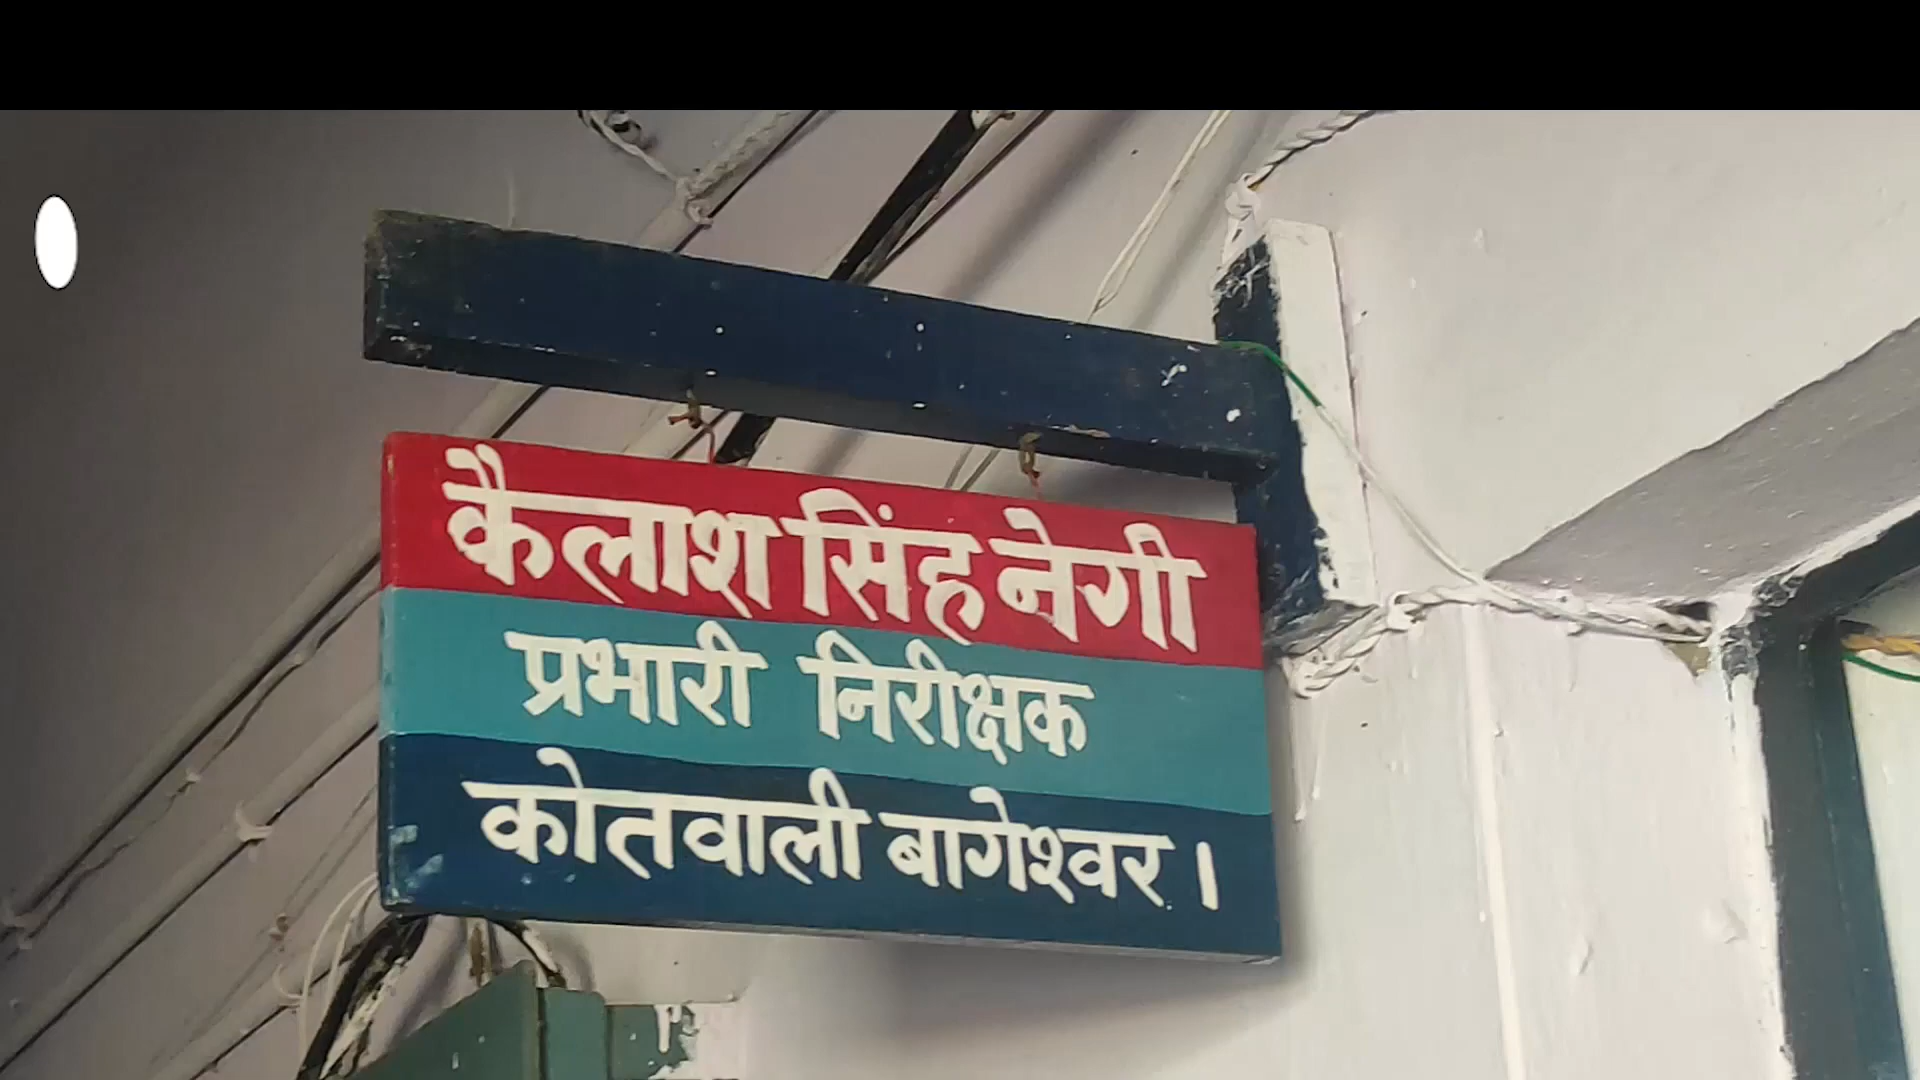 कैलाश सिंह नेगी
प्रभारी निरीक्षक
कोतवाली बागेश्वर।